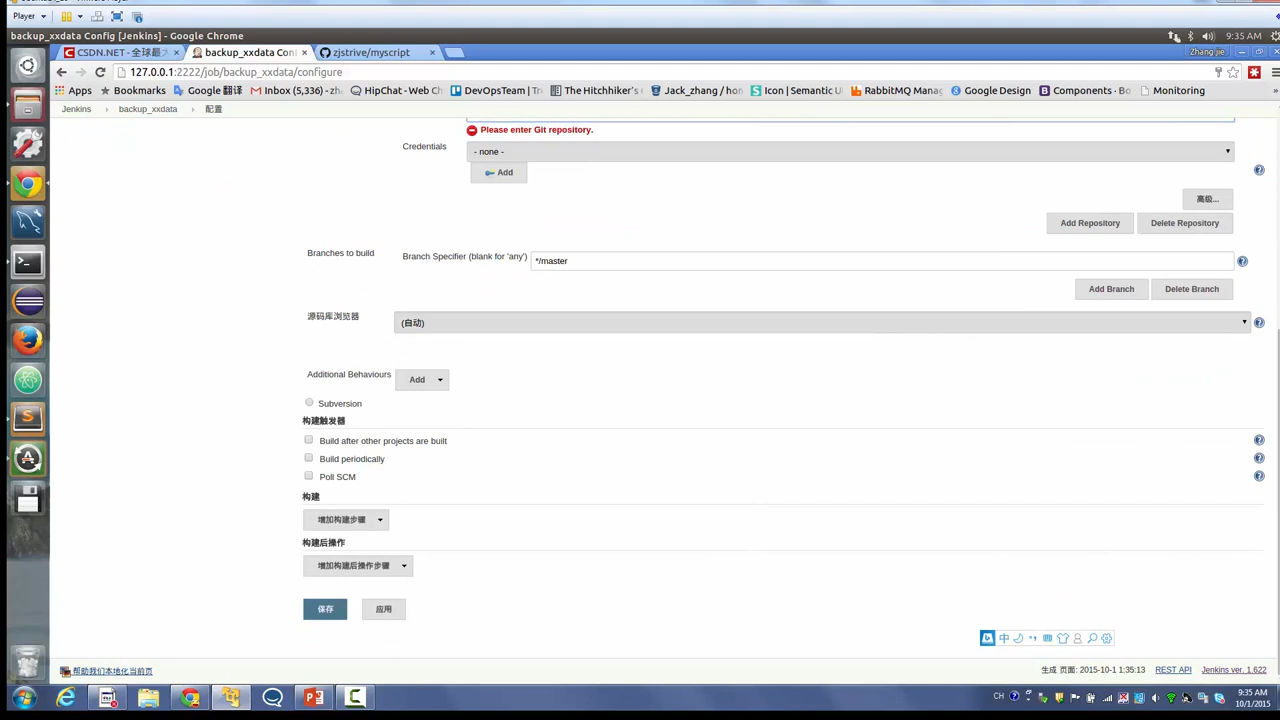 Player
9:35 AM
backup_xxdata Config [Jenkins] - Google Chrome
CSDN.NET - 全球最
backup_xxdata Con
zjstrive/myscript
Zhang jie
127.0.0.1:2222/job/backup_xxdata/configure
Apps
Bookmarks
Google 翻译
Inbox (5,336) - zha
HipChat - Web Ch
DevOpsTeam | Tr
The Hitchhiker's
Jack_zhang / hon
Icon | Semantic U
RabbitMQ Manag
Google Design
Components · Bo
Monitoring
Jenkins
backup_xxdata
配置
Please enter Git repository.
Credentials
- none -
Add
高级...
Add Repository
Delete Repository
Branches to build
Branch Specifier (blank for 'any')
*/master
Add Branch
Delete Branch
源码库浏览器
(自动)
Additional Behaviours
Add
Subversion
构建触发器
Build after other projects are built
Build periodically
Poll SCM
构建
增加构建步骤
构建后操作
增加构建后操作步骤
保存
应用
中
帮助我们本地化当前页
生成 页面: 2015-10-1 1:35:13
REST API
Jenkins ver. 1.622
CH
9:35 AM
10/1/2015